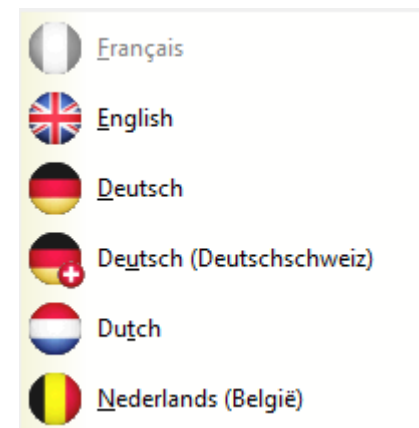 Français
English
Deutsch
Deutsch (Deutschschweiz)
Dutch
Nederlands (België)